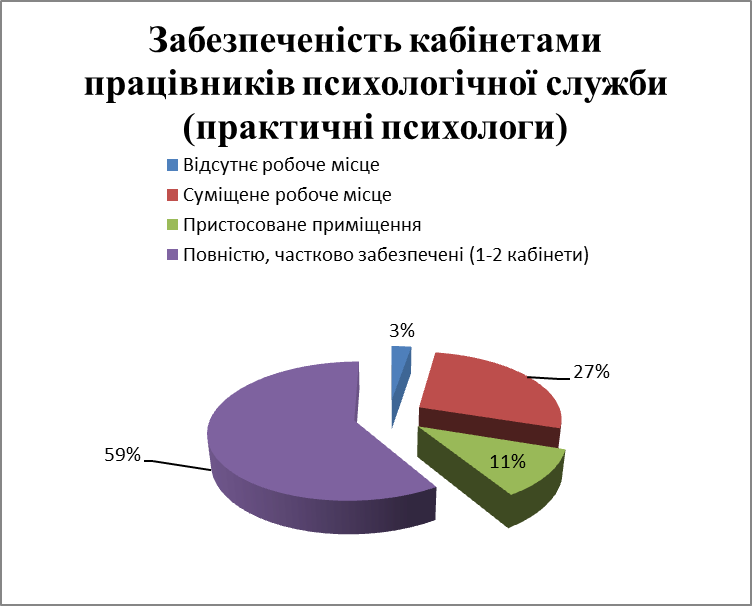 Забезпеченість кабінетами
працівників психологічної служби
(практичні психологи)
Відсутнє робоче місце
Суміщене робоче місце
Пристосоване приміщення
Повністю, частково забезпечені (1-2 кабінети)
3%
27%
11%
59%